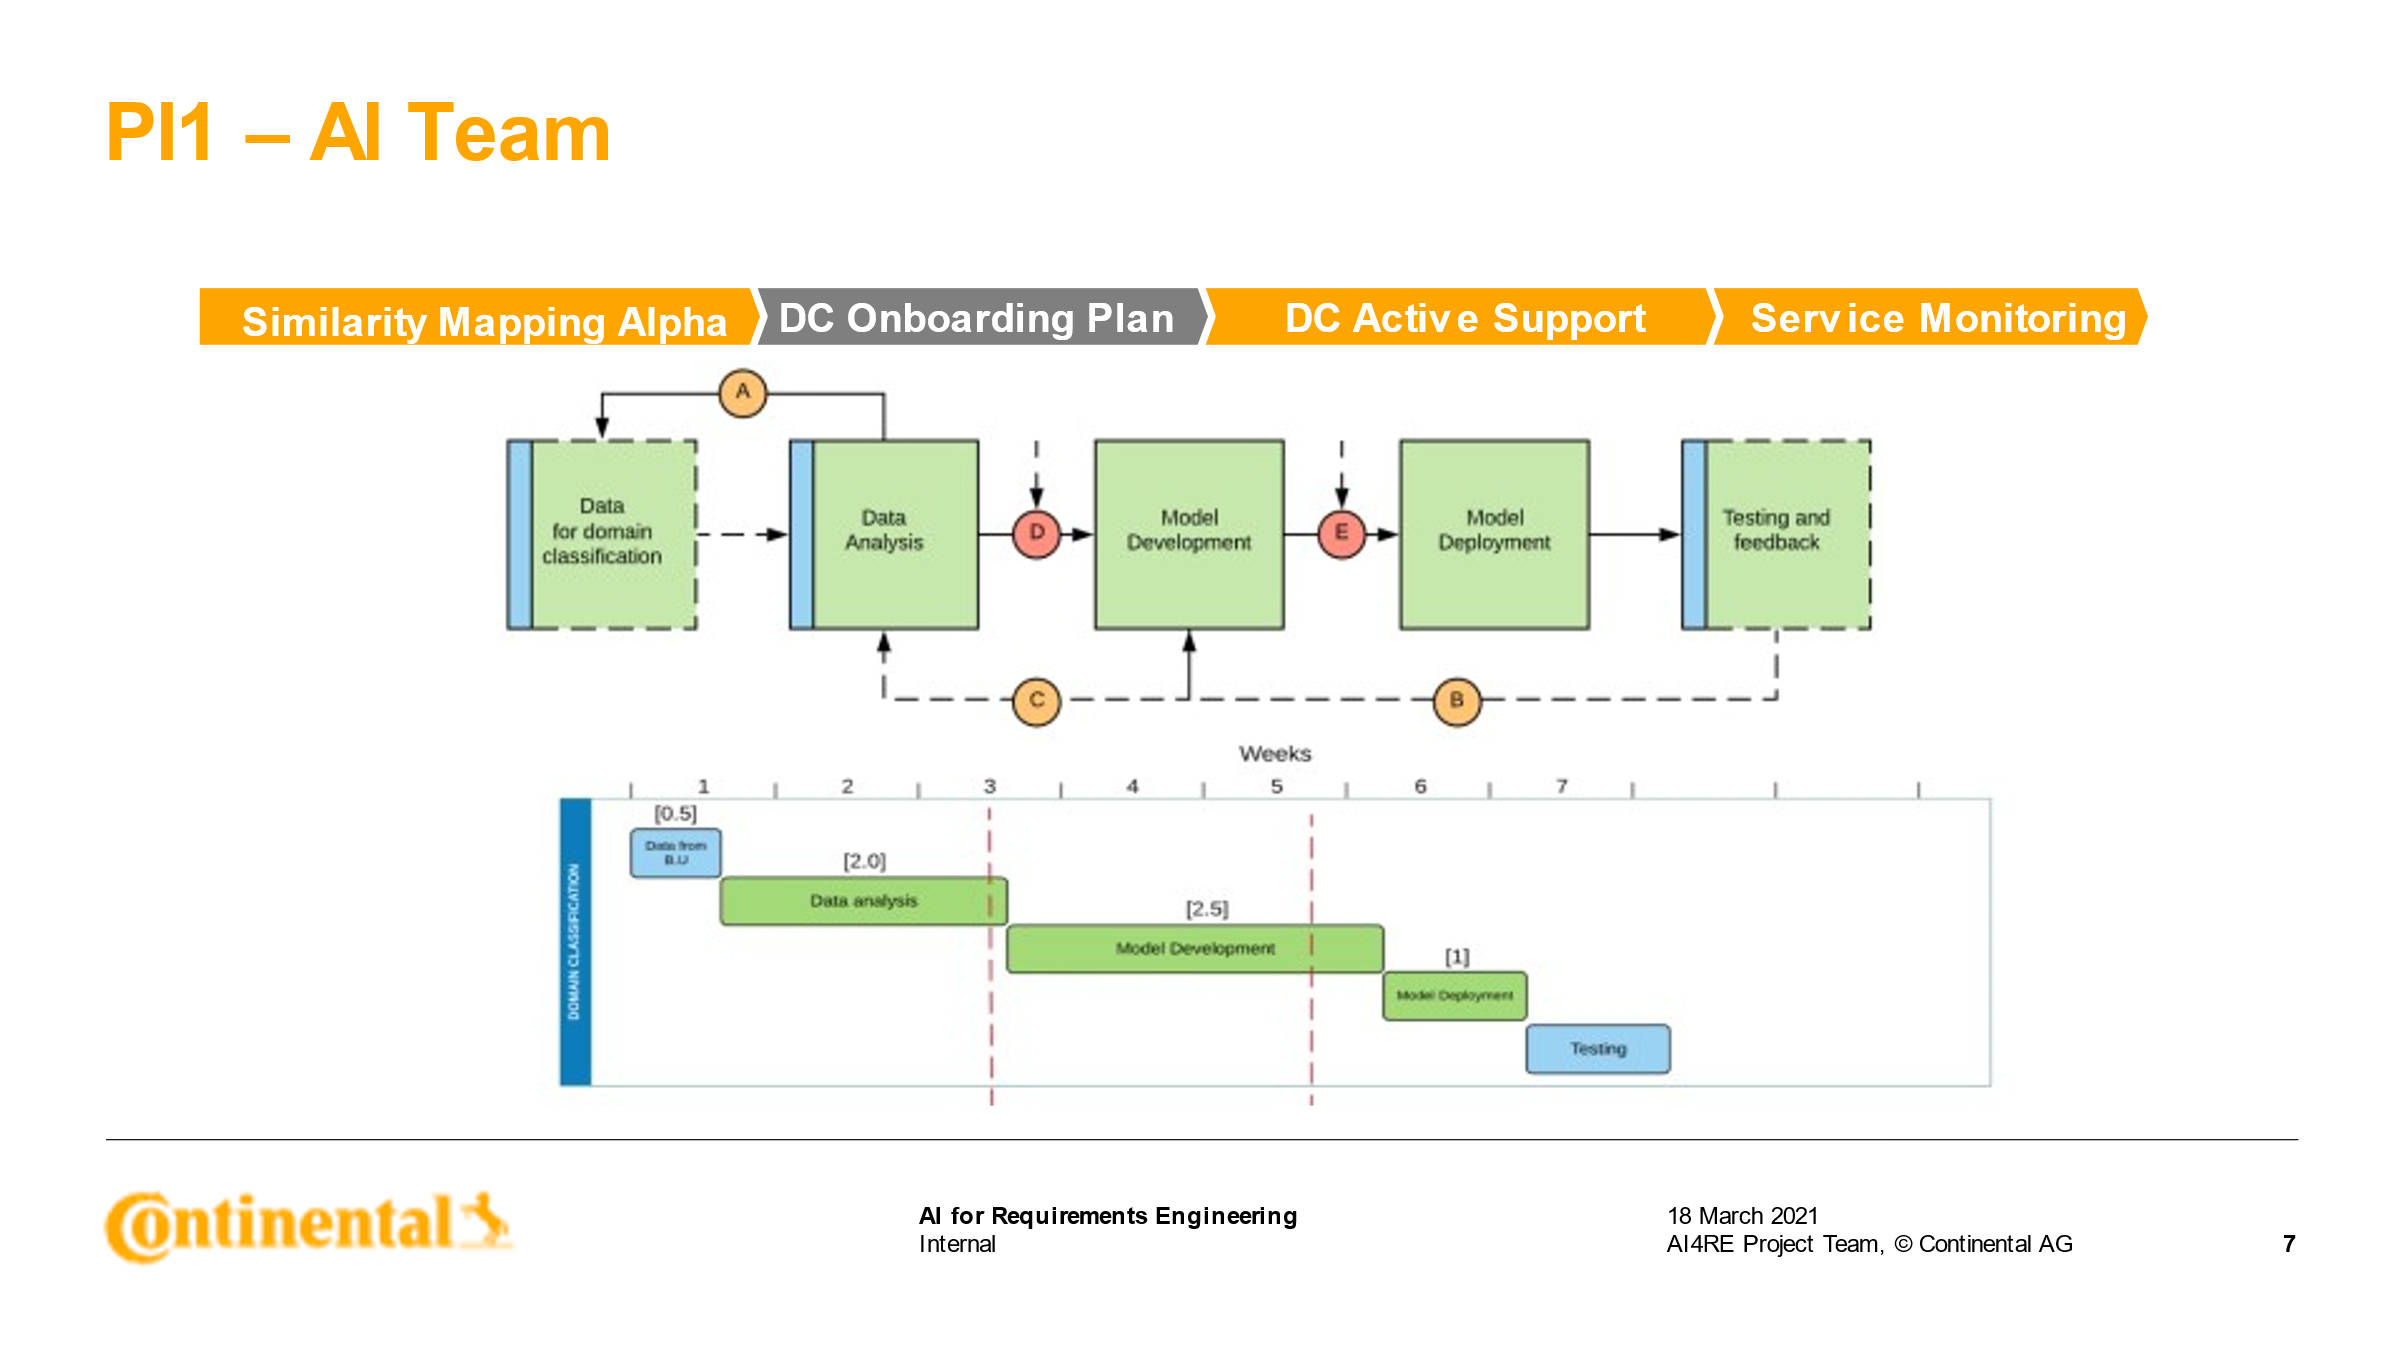 PI1 – AI Team
Similarity Mapping Alpha
DC Onboarding Plan
DC Active Support
Service Monitoring
A
Data
for domain
classification
Data
Analysis
D
Model
Development
E
Model
Deployment
Testing and
feedback
C
B
Weeks
1 2 3 4 5 6 7
DOMAIN CLASSIFICATION
[0.5]
Data from
B.U
[2.0]
Data analysis
[2.5]
Model Development
[1]
Model Deployment
Testing
Continental
AI for Requirements Engineering
Internal
18 March 2021
AI4RE Project Team, © Continental AG
7